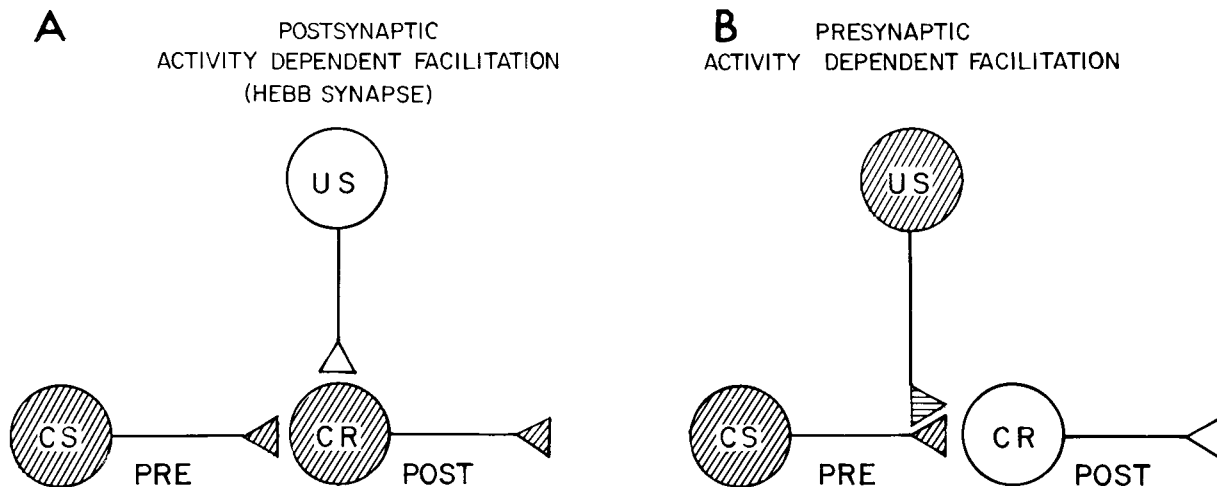 A
POSTSYNAPTIC
ACTIVITY DEPENDENT FACILITATION
(HEBB SYNAPSE)
US
CS
CR
PRE
POST
B
PRESYNAPTIC
ACTIVITY DEPENDENT FACILITATION
US
CS
CR
PRE
POST